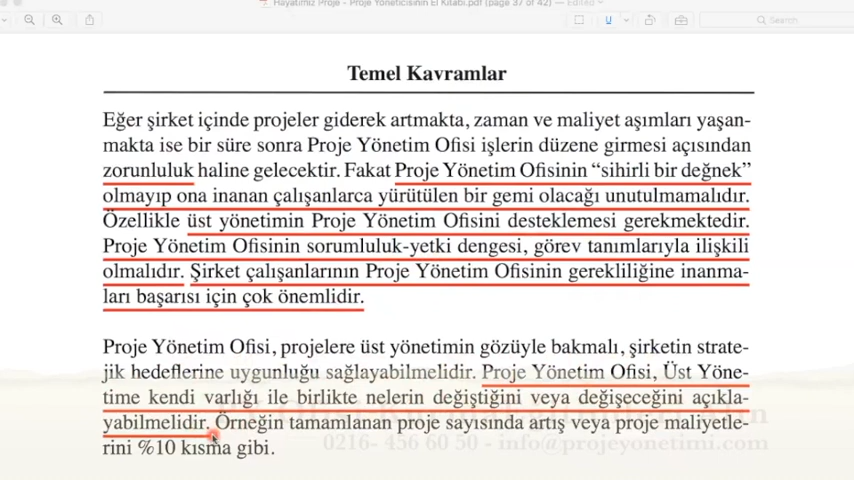 Hayatımız Proje - Proje Yöneticisinin El Kitabı.pdf (page 37 of 42) — Edited
Search
Temel Kavramlar
Eğer şirket içinde projeler giderek artmakta, zaman ve maliyet aşımları yaşan-
makta ise bir süre sonra Proje Yönetim Ofisi işlerin düzene girmesi açısından
zorunluluk haline gelecektir. Fakat Proje Yönetim Ofisinin “sihirli bir değnek”
olmayıp ona inanan çalışanlarca yürütülen bir gemi olacağı unutulmamalıdır.
Özellikle üst yönetimin Proje Yönetim Ofisini desteklemesi gerekmektedir.
Proje Yönetim Ofisinin sorumluluk-yetki dengesi, görev tanımlarıyla ilişkili
olmalıdır. Şirket çalışanlarının Proje Yönetim Ofisinin gerekliliğine inanma-
ları başarısı için çok önemlidir.
Proje Yönetim Ofisi, projelere üst yönetimin gözüyle bakmalı, şirketin strate-
jik hedeflerine uygunluğu sağlayabilmelidir. Proje Yönetim Ofisi, Üst Yöne-
time kendi varlığı ile birlikte nelerin değiştiğini veya değişeceğini açıkla-
yabilmelidir. Örneğin tamamlanan proje sayısında artış veya proje maliyetle-
rini %10 kısma gibi.
0216- 456 60 50 - info@projeyonetimi.com